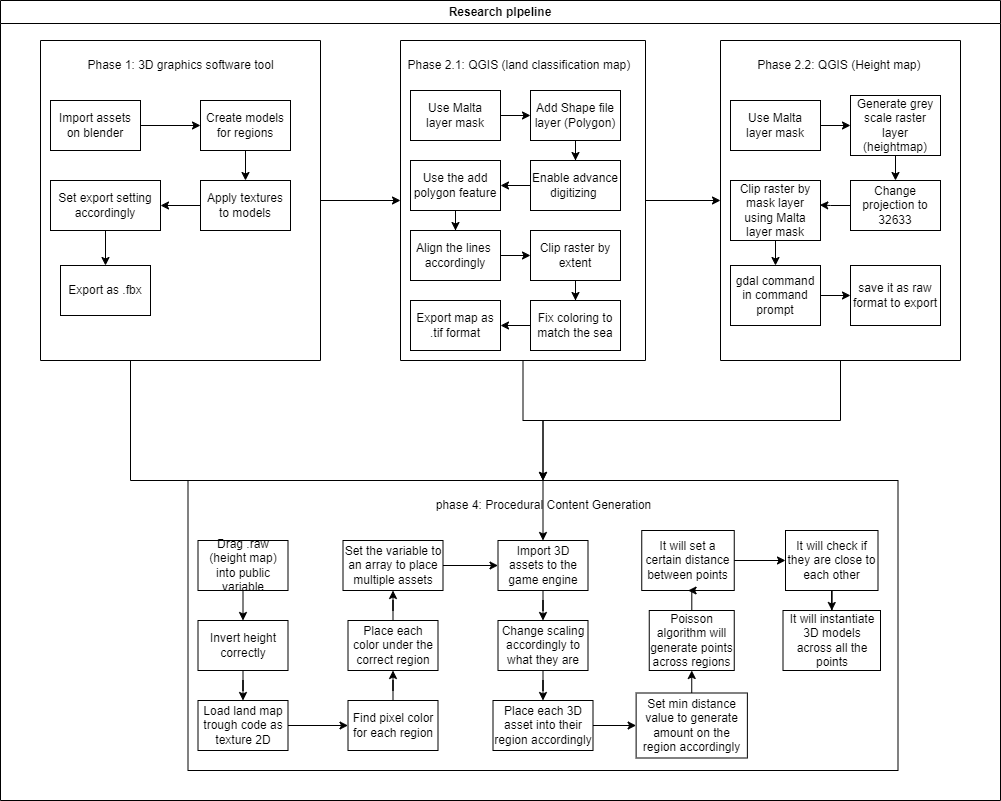 Research pIpeline
Phase 1: 3D graphics software tool
Import assets
on blender
Create models
for regions
Set export setting
accordingly
Apply textures
to models
Export as .fbx
Phase 2.1: QGIS (land classification map)
Use Malta
layer mask
Add Shape file
layer (Polygon)
Use the add
polygon feature
Enable advance
digitizing
Align the lines
accordingly
Clip raster by
extent
Export map as
.tif format
Fix coloring to
match the sea
Phase 2.2: QGIS (Height map)
Use Malta
layer mask
Generate grey
scale raster
layer
(heightmap)
Clip raster by
mask layer
using Malta
layer mask
Change
projection to
32633
gdal command
in command
prompt
save it as raw
format to export
phase 4: Procedural Content Generation
Drag .raw
(height map)
into public
variable
Invert height
correctly
Load land map
trough code as
texture 2D
Set the variable to
an array to place
multiple assets
Place each
color under the
correct region
Find pixel color
for each region
Import 3D
assets to the
game engine
Change scaling
accordingly to
what they are
Place each 3D
asset into their
region accordingly
It will set a
certain distance
between points
Poisson
algorithm will
generate points
across regions
Set min distance
value to generate
amount on the
region accordingly
It will check if
they are close to
each other
It will instantiate
3D models
across all the
points